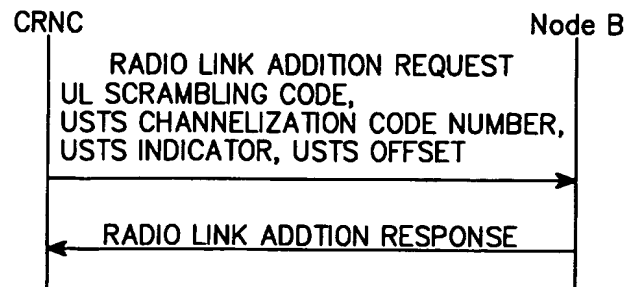 CRNC
Node B
RADIO LINK ADDITION REQUEST
UL SCRAMBLING CODE,
USTS CHANNELIZATION CODE NUMBER,
USTS INDICATOR, USTS OFFSET
RADIO LINK ADDTION RESPONSE